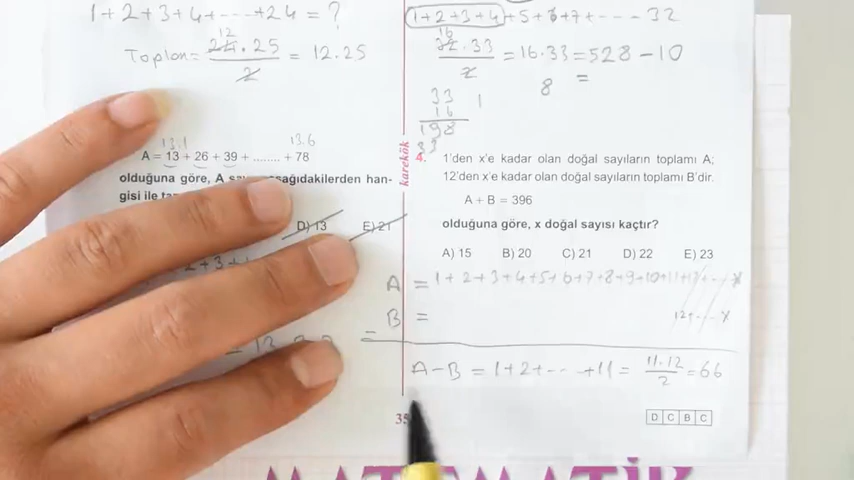 1+2+3+4+.....+24=?
Toplam= 24.25 / 2 = 12.25
12
13.1 13.6
A = 13 + 26 + 39 + ........ + 78
olduğuna göre, A aşağıdakilerden han-
gisi ile
D) 13 E) 21
1+2+3+4+5+6+7+.... 32
16
32.33 / 2 =16.33=528-10
=
8
33 1
16
198
33
karekök
4. 1'den x'e kadar olan doğal sayıların toplamı A;
12'den x'e kadar olan doğal sayıların toplamı B'dir.
A + B = 396
olduğuna göre, x doğal sayısı kaçtır?
A) 15 B) 20 C) 21 D) 22 E) 23
A = 1+2+3+4+5+6+7+8+9+10+11+12+...x
B = 12+...x
A-B = 1+2+...+11 = 11.12 / 2 =66
D C B C
MATEMATİK